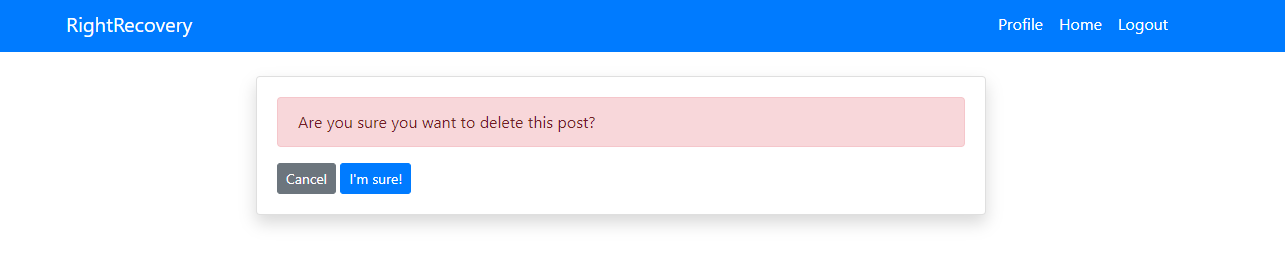 RightRecovery Profile Home Logout
Are you sure you want to delete this post?
Cancel I'm sure!